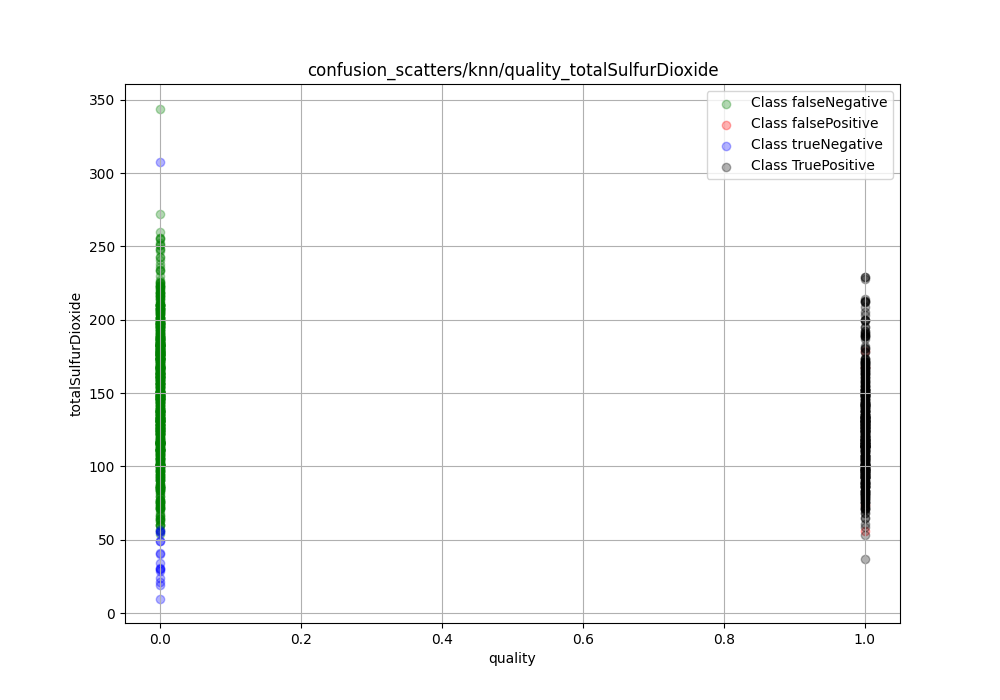 confusion_scatters/knn/quality_totalSulfurDioxide
350
300
250
200
150
100
50
0
totalSulfurDioxide
Class falseNegative
Class falsePositive
Class trueNegative
Class TruePositive
0.0 0.2 0.4 0.6 0.8 1.0
quality